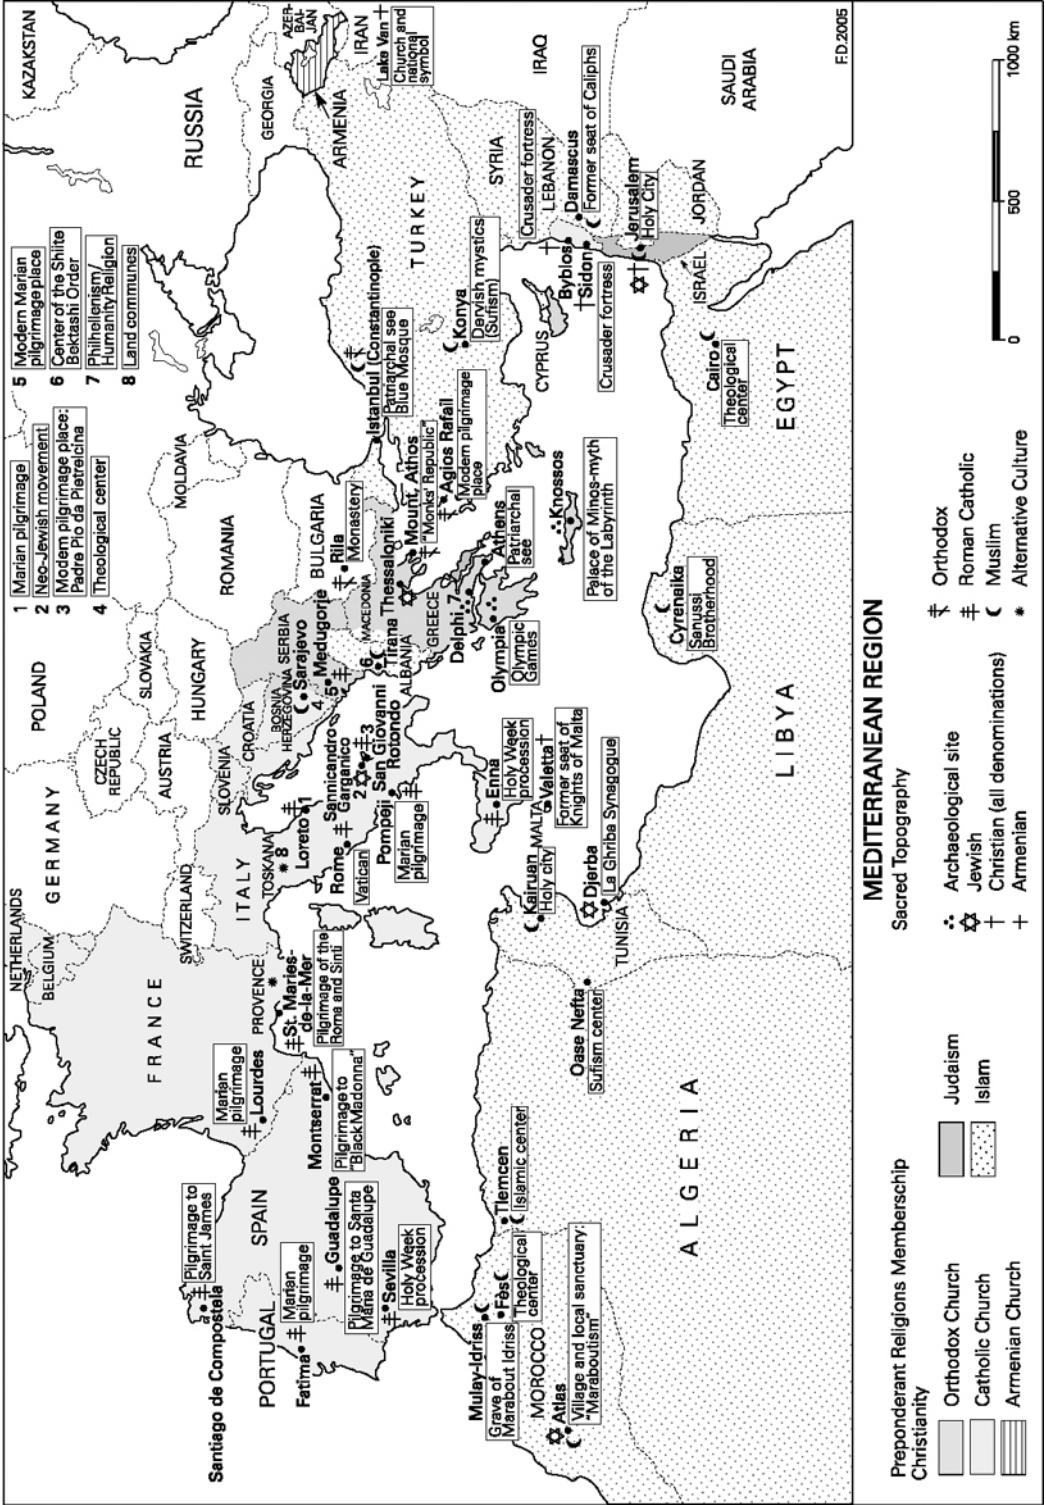 KAZAKSTAN
RUSSIA
GEORGIA
AZER-
BAI-
JAN
IRAN
ARMENIA
Lake Van
Church and
national
symbol
5 Modern Marian
pilgrimage place
6 Center of the Shiite
Bektashi Order
7 Philhellenism/
Humanity Religion
8 Land communes
1 Marian pilgrimage
2 Neo-Jewish movement
3 Modern pilgrimage place:
Padre Pio da Pietrelcina
4 Theological center
POLAND
GERMANY
NETHERLANDS
BELGIUM
CZECH
REPUBLIC
SLOVAKIA
AUSTRIA
HUNGARY
SWITZERLAND
SLOVENIA
CROATIA
BOSNIA
HERZEGOVINA
SERBIA
MOLDAVIA
ROMANIA
BULGARIA
MACEDONIA
ALBANIA
GREECE
TURKEY
FRANCE
PROVENCE
ITALY
TOSKANA
SPAIN
PORTUGAL
Santiago de Compostela
Pilgrimage to
Saint James
Fatima
Marian
pilgrimage
Guadalupe
Pilgrimage to Santa
Maria de Guadalupe
Sevilla
Holy Week
procession
Lourdes
Marian
pilgrimage
Montserrat
Pilgrimage to
"Black Madonna"
St. Maries-
de-la-Mer
Pilgrimage of the
Roma and Sinti
8
Loreto 1
Rome
Vatican
Sannicandro
Garganico
2
3
San Giovanni
Rotondo
Pompeji
Marian
pilgrimage
Enna
Holy Week
procession
MALTA
Valetta
Former seat of
Knights of Malta
Sarajevo
4
Medugorje
5
6
Tirana
Rila
Monastery
Thessaloniki
Mount. Athos
"Monks' Republic"
Agios Rafail
Modern pilgrimage
place
Delphi
7
Athens
Patriarchal
see
Olympia
Olympic
Games
Knossos
Palace of Minos-myth
of the Labyrinth
Istanbul (Constantinople)
Patriarchal see
Blue Mosque
Konya
Dervish mystics
(Sufism)
CYPRUS
SYRIA
IRAQ
LEBANON
Crusader fortress
Byblos
Sidon
Crusader fortress
Damascus
Former seat of Caliphs
Jerusalem
Holy City
ISRAEL
JORDAN
SAUDI
ARABIA
Cairo
Theological
center
EGYPT
Cyrenaika
Sanussi
Brotherhood
LIBYA
TUNISIA
Kairuan
Holy city
Djerba
La Ghriba Synagogue
Oase Nefta
Sufism center
ALGERIA
Tlemcen
Islamic center
Fès
Theological
center
Mulay-Idriss
Grave of
Marabout Idriss
MOROCCO
Atlas
Village and local sanctuary:
"Maraboutism"
F.D.2005
MEDITERRANEAN REGION
Sacred Topography
Preponderant Religions Memberschip
Christianity
Orthodox Church
Catholic Church
Armenian Church
Judaism
Islam
Archaeological site
Jewish
Christian (all denominations)
Armenian
Orthodox
Roman Catholic
Muslim
Alternative Culture
0
500
1000 km